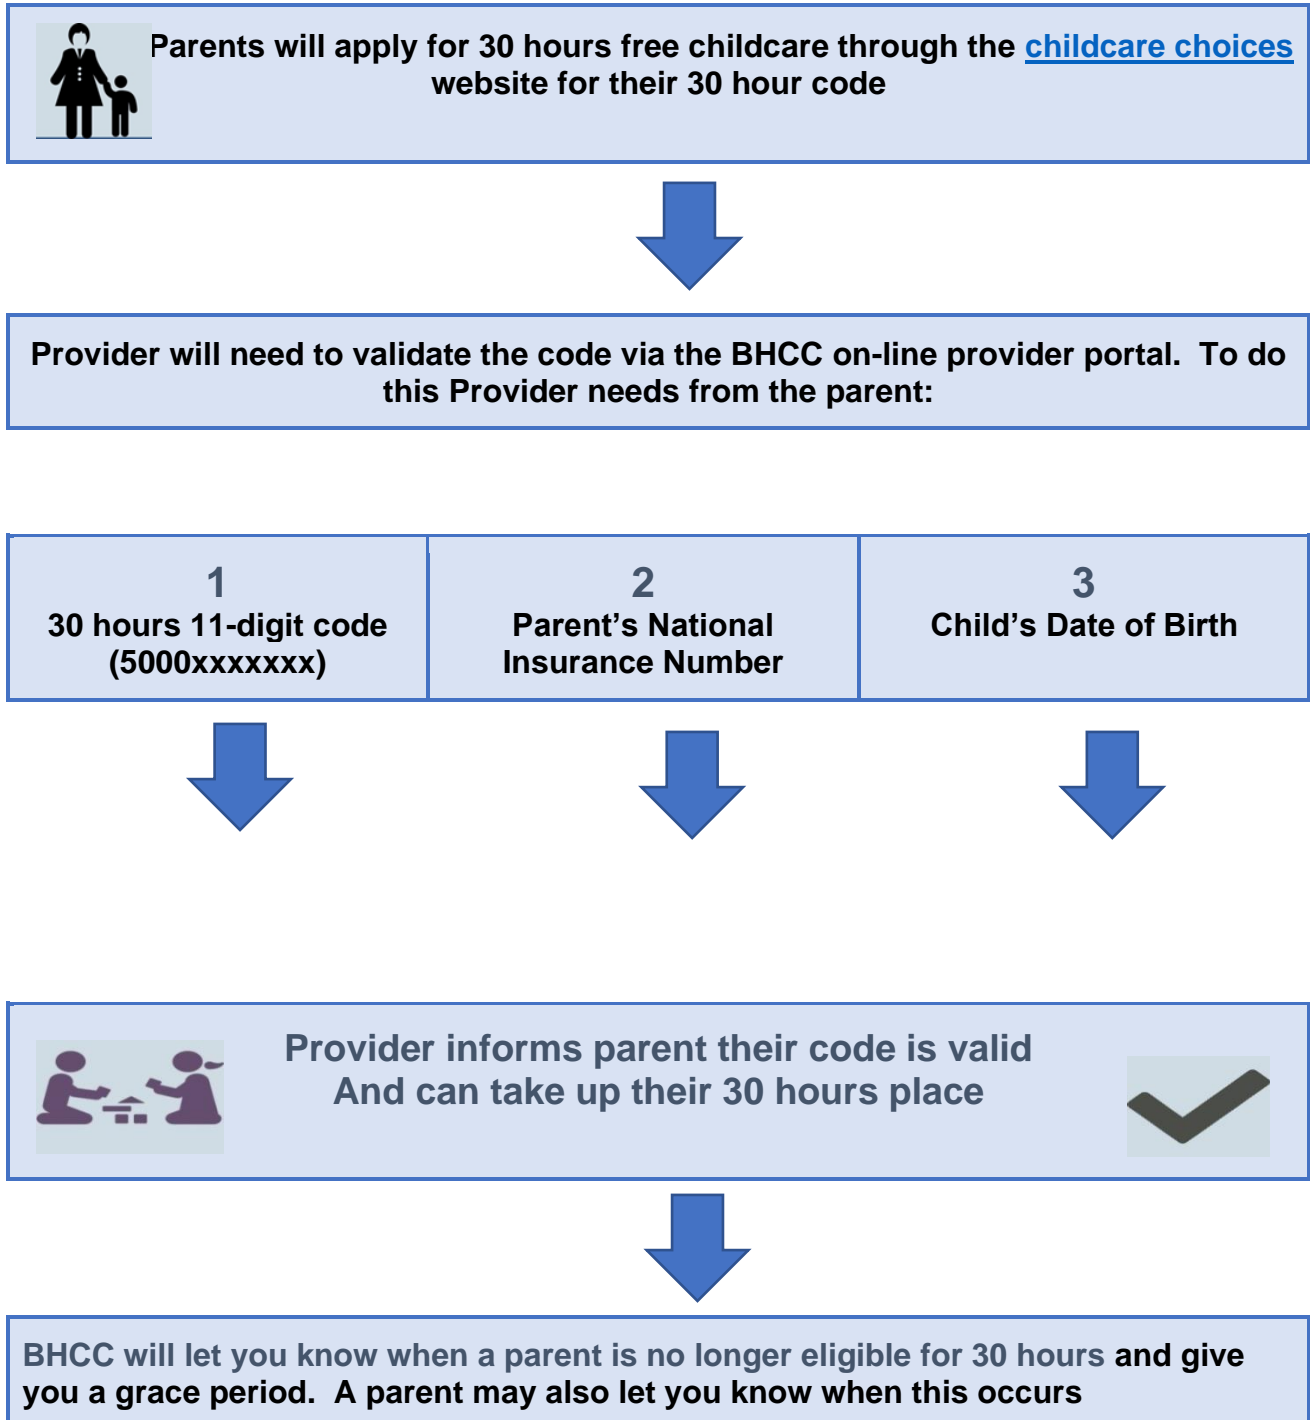 Parents will apply for 30 hours free childcare through the childcare choices
website for their 30 hour code
Provider will need to validate the code via the BHCC on-line provider portal.  To do
this Provider needs from the parent:
1
30 hours 11-digit code
(5000xxxxxxx)
2
Parent's National
Insurance Number
3
Child's Date of Birth
Provider informs parent their code is valid
And can take up their 30 hours place
BHCC will let you know when a parent is no longer eligible for 30 hours and give
you a grace period.  A parent may also let you know when this occurs